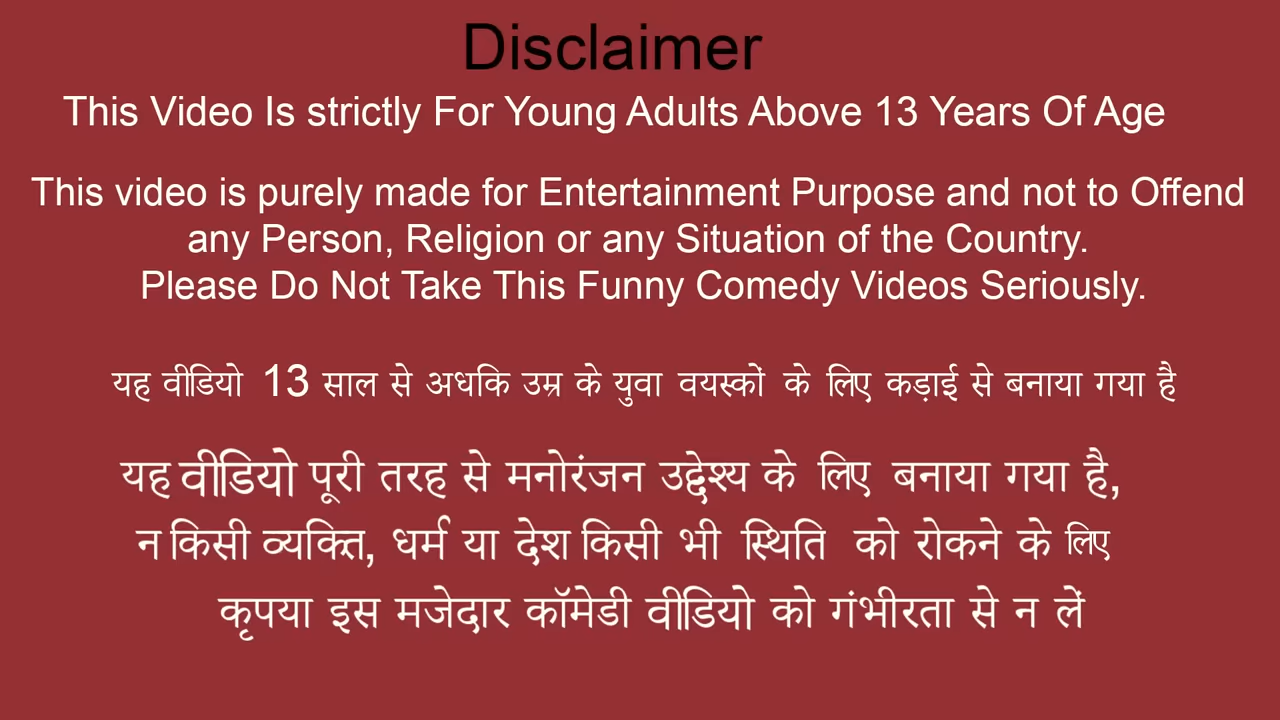 Disclaimer
This Video Is strictly For Young Adults Above 13 Years Of Age
This video is purely made for Entertainment Purpose and not to Offend
any Person, Religion or any Situation of the Country.
Please Do Not Take This Funny Comedy Videos Seriously.
यह वीडियो 13 साल से अधकि उम्र के युवा वयस्कों के लिए कड़ाई से बनाया गया है
यह वीडियो पूरी तरह से मनोरंजन उद्देश्य के लिए बनाया गया है,
न किसी व्यक्ति, धर्म या देश किसी भी स्थिति को रोकने के लिए
कृपया इस मजेदार कॉमेडी वीडियो को गंभीरता से न लें